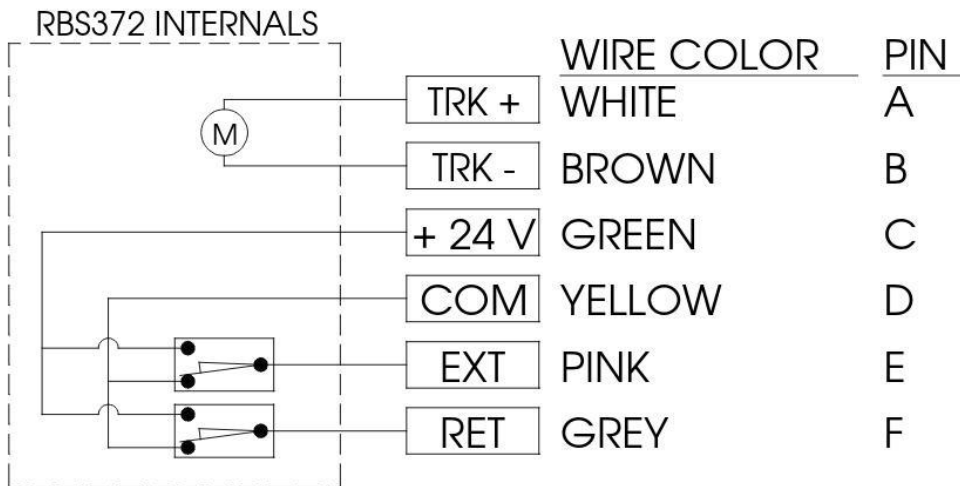 RBS372 INTERNALS
WIRE COLOR PIN
TRK + WHITE A
M
TRK - BROWN B
+ 24 V GREEN C
COM YELLOW D
EXT PINK E
RET GREY F